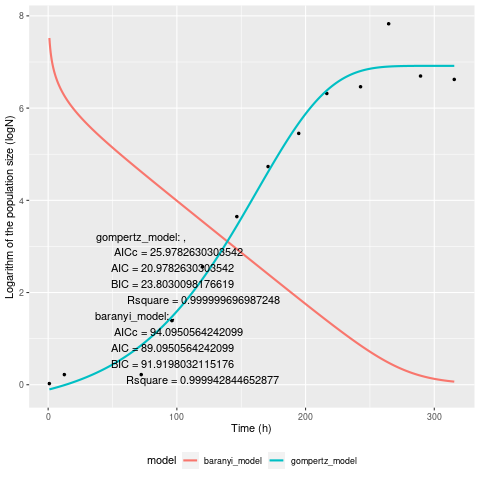 8
6
4
2
0
Logarithm of the population size (logN)
gompertz_model: ,
AICc = 25.9782630303542
AIC = 20.9782630303542
BIC = 23.8030098176619
Rsquare = 0.999999696987248
baranyi_model:
AICc = 94.0950564242099
AIC = 89.0950564242099
BIC = 91.9198032115176
Rsquare = 0.999942844652877
0 100 200 300
Time (h)
model baranyi_model gompertz_model